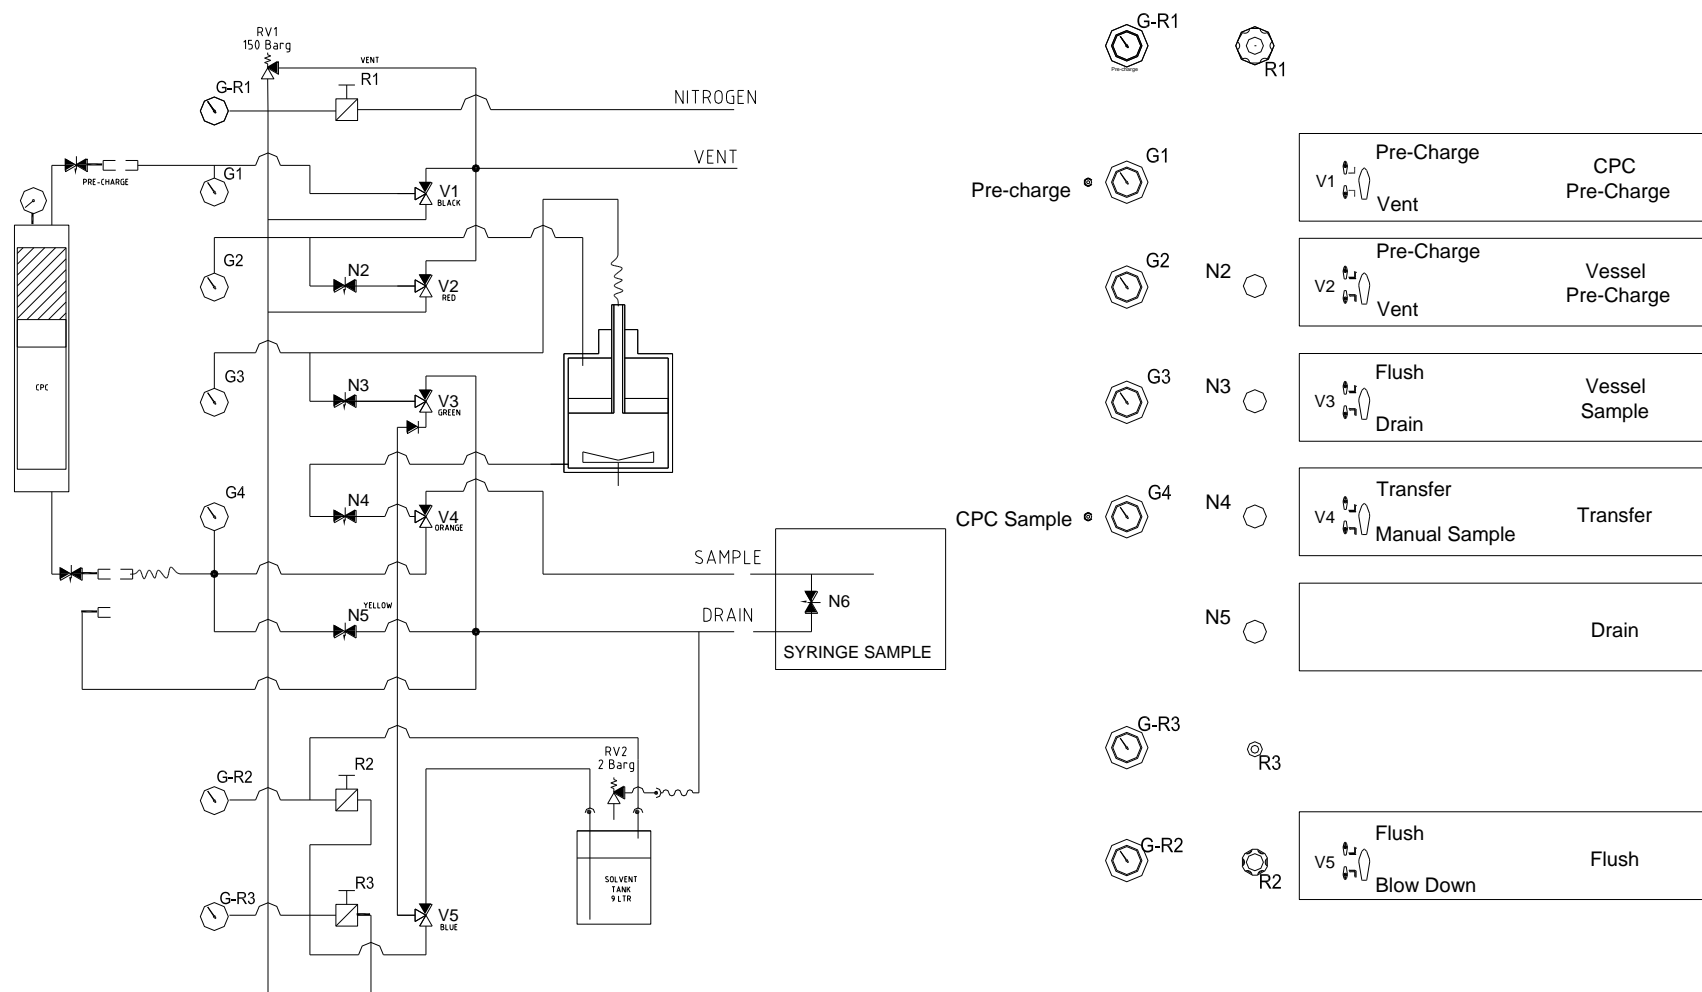 RV1
150 Barg
VENT
G-R1
R1
NITROGEN
VENT
PRE-CHARGE
G1
V1
BLACK
G2
N2
V2
RED
CPC
G3
N3
V3
GREEN
G4
N4
V4
ORANGE
SAMPLE
YELLOW
N5
DRAIN
N6
SYRINGE SAMPLE
RV2
2 Barg
G-R2
R2
G-R3
R3
SOLVENT
TANK
9 LTR
V5
BLUE
G-R1
Pre-charge
R1
Pre-charge
G1
V1
Pre-Charge
Vent
CPC
Pre-Charge
G2
N2
V2
Pre-Charge
Vent
Vessel
Pre-Charge
G3
N3
V3
Flush
Drain
Vessel
Sample
CPC Sample
G4
N4
V4
Transfer
Manual Sample
Transfer
N5
Drain
G-R3
R3
G-R2
R2
V5
Flush
Blow Down
Flush